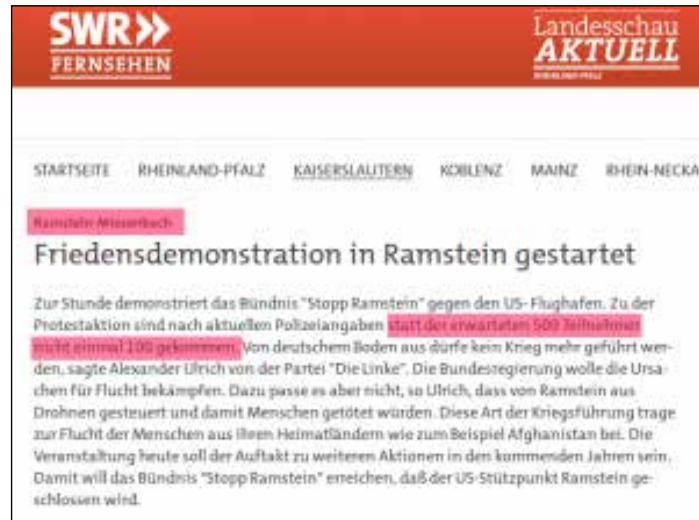 SWR»
FERNSEHEN
Landesschau
AKTUELL
RHEINLAND-PFALZ
STARTSEITE RHEINLAND-PFALZ KAISERSLAUTERN KOBLENZ MAINZ RHEIN-NECKA
Ramstein-Miesenbach
Friedensdemonstration in Ramstein gestartet
Zur Stunde demonstriert das Bündnis "Stopp Ramstein" gegen den US- Flughafen. Zu der
Protestaktion sind nach aktuellen Polizeiangaben statt der erwarteten 500 Teilnehmer
nicht einmal 100 gekommen. Von deutschem Boden aus dürfe kein Krieg mehr geführt wer-
den, sagte Alexander Ulrich von der Partei "Die Linke". Die Bundesregierung wolle die Ursa-
chen für Flucht bekämpfen. Dazu passe es aber nicht, so Ulrich, dass von Ramstein aus
Drohnen gesteuert und damit Menschen getötet würden. Diese Art der Kriegsführung trage
zur Flucht der Menschen aus ihren Heimatländern wie zum Beispiel Afghanistan bei. Die
Veranstaltung heute soll der Auftakt zu weiteren Aktionen in den kommenden Jahren sein.
Damit will das Bündnis "Stopp Ramstein" erreichen, daß der US-Stützpunkt Ramstein ge-
schlossen wird.